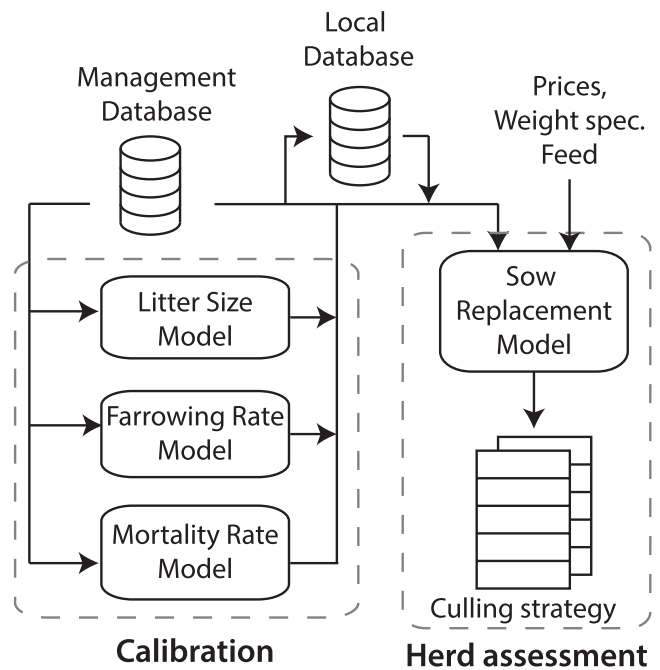 Local
Database
Management
Database
Prices,
Weight spec.
Feed
Litter Size
Model
Farrowing Rate
Model
Mortality Rate
Model
Sow
Replacement
Model
Culling strategy
Calibration
Herd assessment